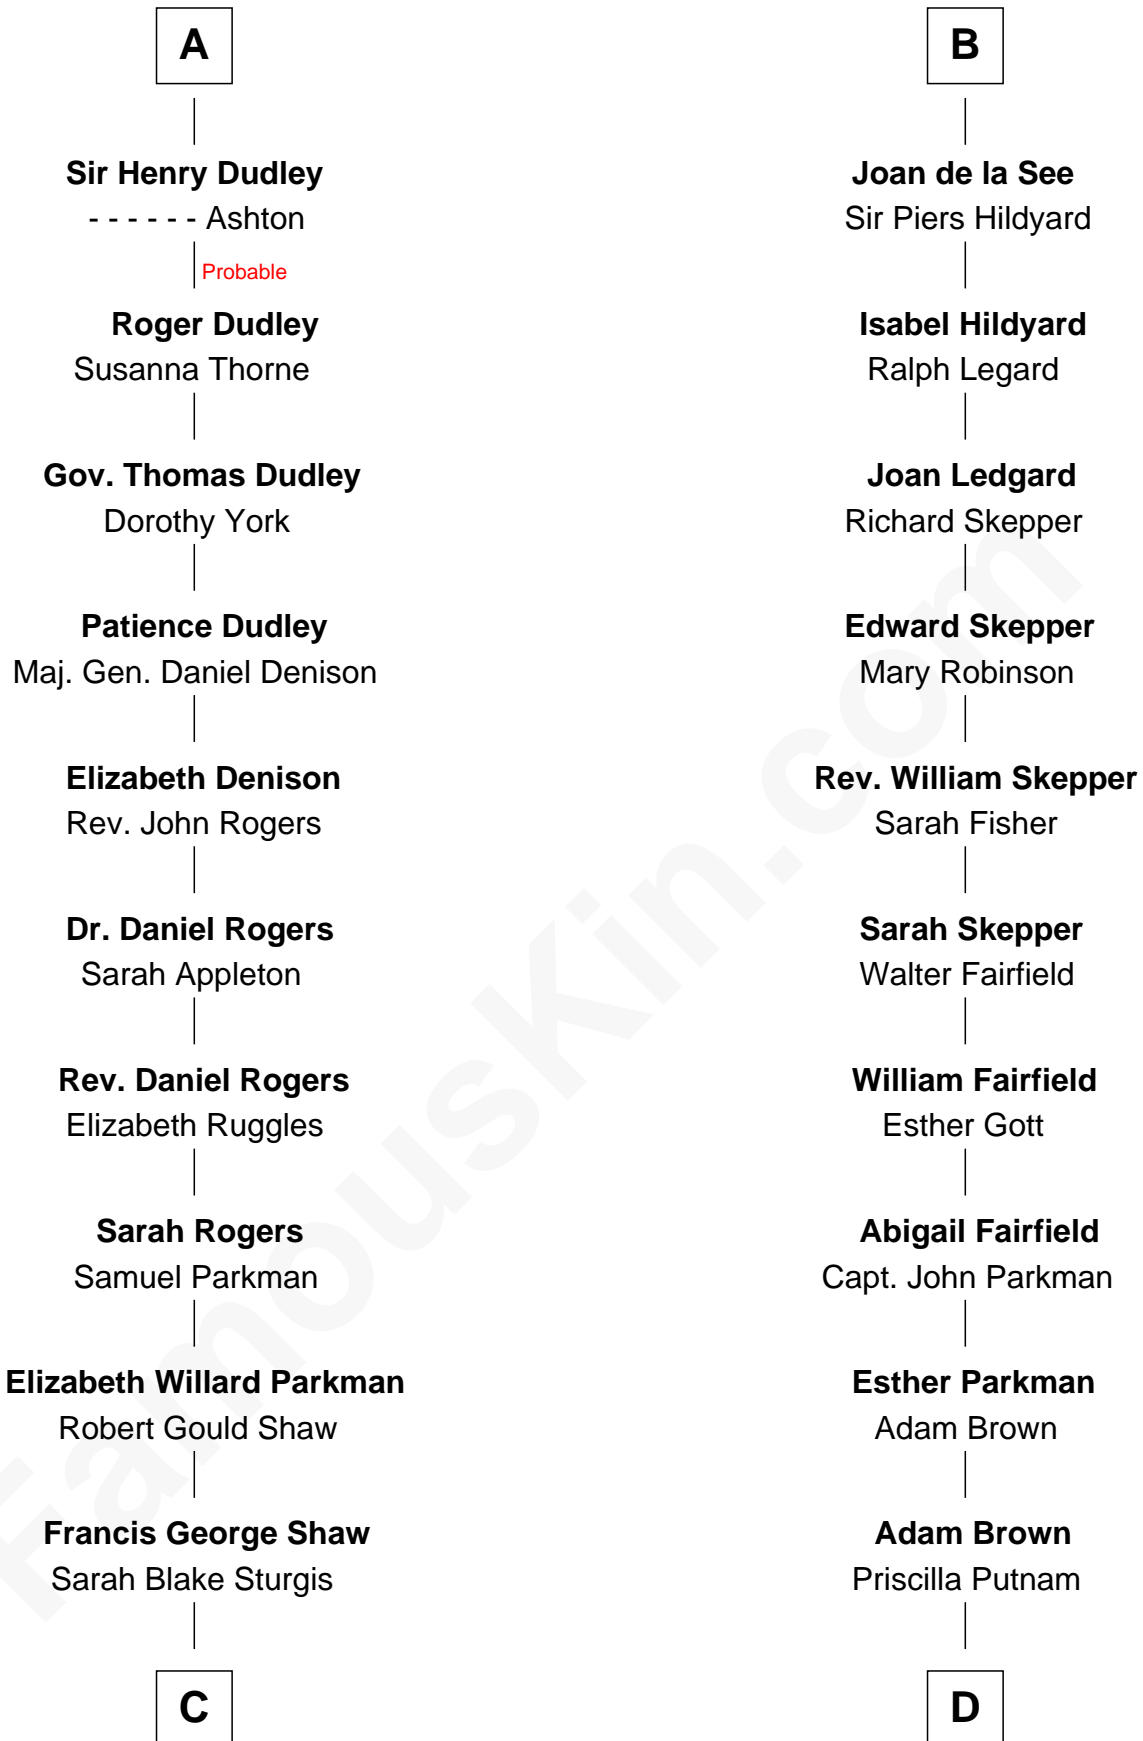 A
Sir Henry Dudley
- - - - - - Ashton
Probable
Roger Dudley
Susanna Thorne
Gov. Thomas Dudley
Dorothy York
Patience Dudley
Maj. Gen. Daniel Denison
Elizabeth Denison
Rev. John Rogers
Dr. Daniel Rogers
Sarah Appleton
Rev. Daniel Rogers
Elizabeth Ruggles
Sarah Rogers
Samuel Parkman
Elizabeth Willard Parkman
Robert Gould Shaw
Francis George Shaw
Sarah Blake Sturgis
C
B
Joan de la See
Sir Piers Hildyard
Isabel Hildyard
Ralph Legard
Joan Ledgard
Richard Skepper
Edward Skepper
Mary Robinson
Rev. William Skepper
Sarah Fisher
Sarah Skepper
Walter Fairfield
William Fairfield
Esther Gott
Abigail Fairfield
Capt. John Parkman
Esther Parkman
Adam Brown
Adam Brown
Priscilla Putnam
D
FamousKin.com